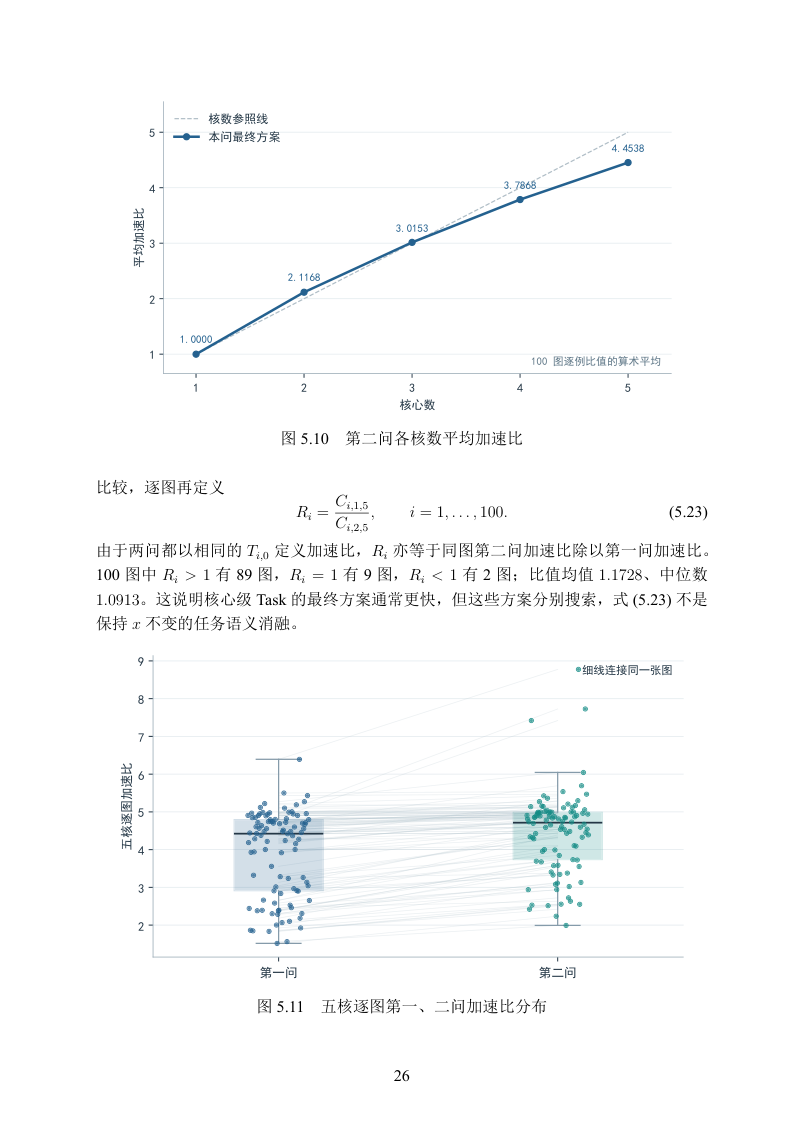 核数参照线
本问最终方案
平均加速比
5
4
3
2
1
1.0000
2.1168
3.0153
3.7868
4.4538
100 图逐例比值的算术平均
1 2 3 4 5
核心数
图 5.10 第二问各核数平均加速比
比较，逐图再定义
R_i = C_{i,1,5} / C_{i,2,5}, i = 1, . . . , 100. (5.23)
由于两问都以相同的 T_{i,0} 定义加速比，R_i 亦等于同图第二问加速比除以第一问加速比。
100 图中 R_i > 1 有 89 图，R_i = 1 有 9 图，R_i < 1 有 2 图；比值均值 1.1728、中位数
1.0913。这说明核心级 Task 的最终方案通常更快，但这些方案分别搜索，式 (5.23) 不是
保持 x 不变的任务语义消融。
细线连接同一张图
五核逐图加速比
9
8
7
6
5
4
3
2
第一问 第二问
图 5.11 五核逐图第一、二问加速比分布
26